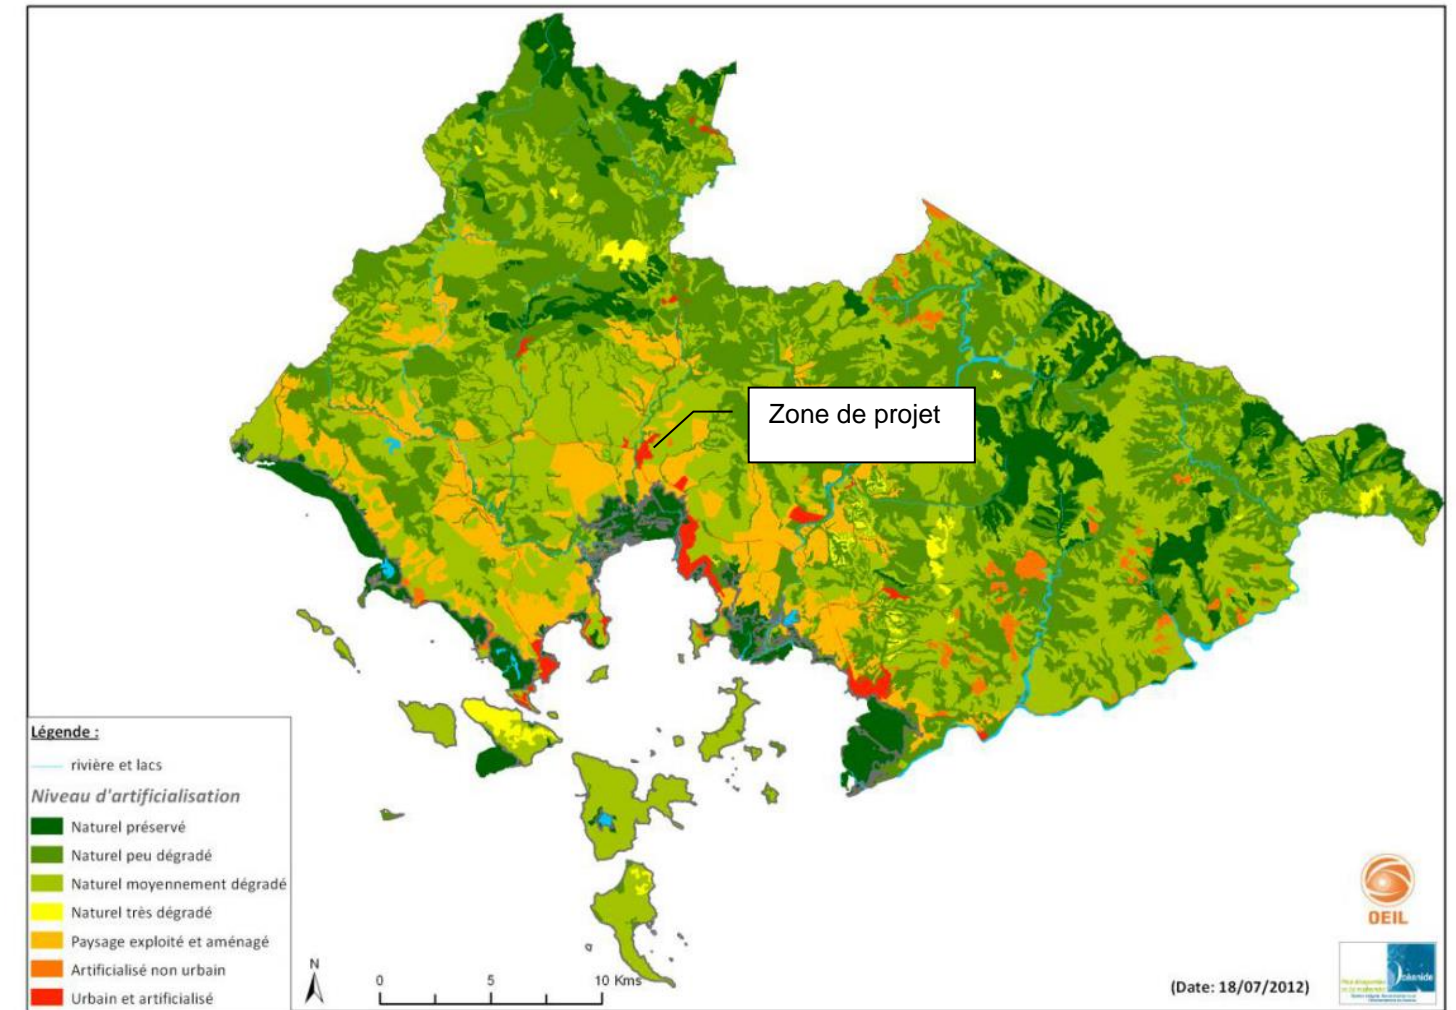 Zone de projet
Légende :
rivière et lacs
Niveau d'artificialisation
Naturel préservé
Naturel peu dégradé
Naturel moyennement dégradé
Naturel très dégradé
Paysage exploité et aménagé
Artificialisé non urbain
Urbain et artificialisé
N
0 5 10 Kms
(Date: 18/07/2012)
OEIL